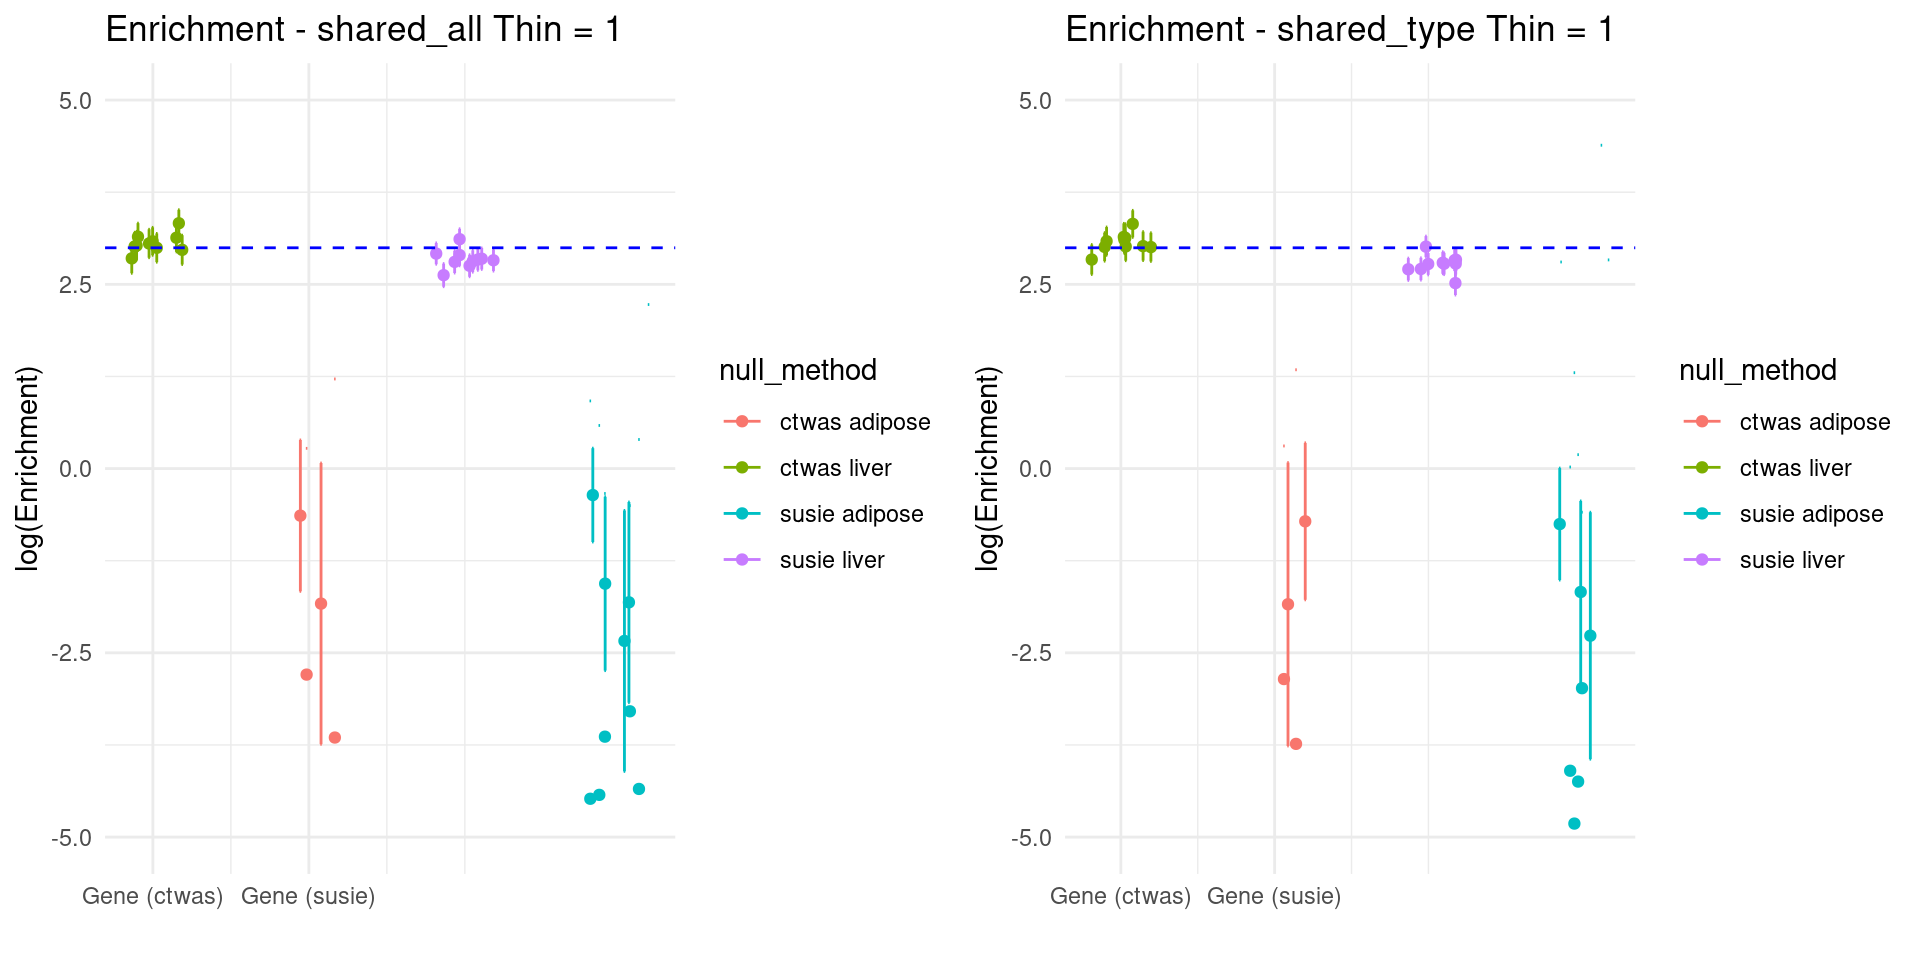 Enrichment - shared_all Thin = 1
log(Enrichment)
5.0
2.5
0.0
-2.5
-5.0
Gene (ctwas)
Gene (susie)
null_method
ctwas adipose
ctwas liver
susie adipose
susie liver
Enrichment - shared_type Thin = 1
log(Enrichment)
5.0
2.5
0.0
-2.5
-5.0
Gene (ctwas)
Gene (susie)
null_method
ctwas adipose
ctwas liver
susie adipose
susie liver